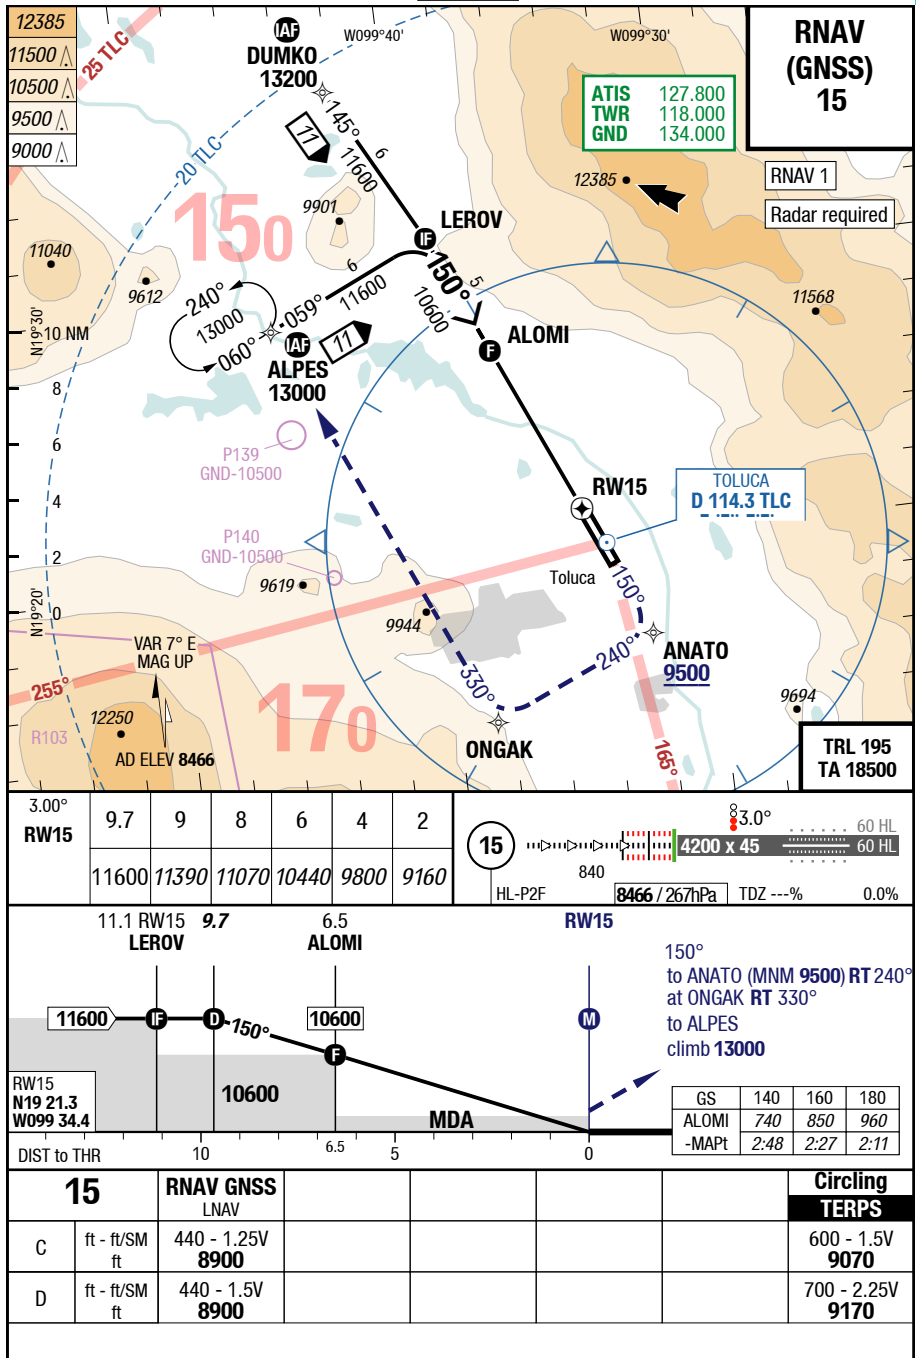 12385
11500
10500
9500
9000
25 TLC
20 TLC
IAF
DUMKO
13200
W099°40'
W099°30'
RNAV
(GNSS)
15
ATIS 127.800
TWR 118.000
GND 134.000
RNAV 1
Radar required
145°
11
6
11600
12385
150
9901
IF
LEROV
11040
9612
240°
13000
060°
059°
6
11600
150°
5
10600
11568
N19°30'
10 NM
IAF
11
ALPES
13000
F
ALOMI
8
6
4
2
0
P139
GND-10500
RW15
TOLUCA
D 114.3 TLC
P140
GND-10500
9619
Toluca
150°
N19°20'
9944
VAR 7° E
MAG UP
240°
ANATO
9500
330°
255°
12250
R103
AD ELEV 8466
170
ONGAK
165°
9694
TRL 195
TA 18500
3.00°
RW15
9.7 9 8 6 4 2
11600 11390 11070 10440 9800 9160
15
HL-P2F
840
3.0°
4200 x 45
60 HL
60 HL
8466 / 267hPa
TDZ ---%
0.0%
11.1 RW15 9.7 6.5 RW15
LEROV ALOMI
150°
to ANATO (MNM 9500) RT 240°
at ONGAK RT 330°
to ALPES
climb 13000
11600 IF D 150° 10600 M
F
RW15
N19 21.3
W099 34.4
10600
MDA
GS 140 160 180
ALOMI 740 850 960
-MAPt 2:48 2:27 2:11
DIST to THR 10 6.5 5 0
15 RNAV GNSS Circling
LNAV TERPS
C ft - ft/SM 440 - 1.25V 600 - 1.5V
ft 8900 9070
D ft - ft/SM 440 - 1.5V 700 - 2.25V
ft 8900 9170